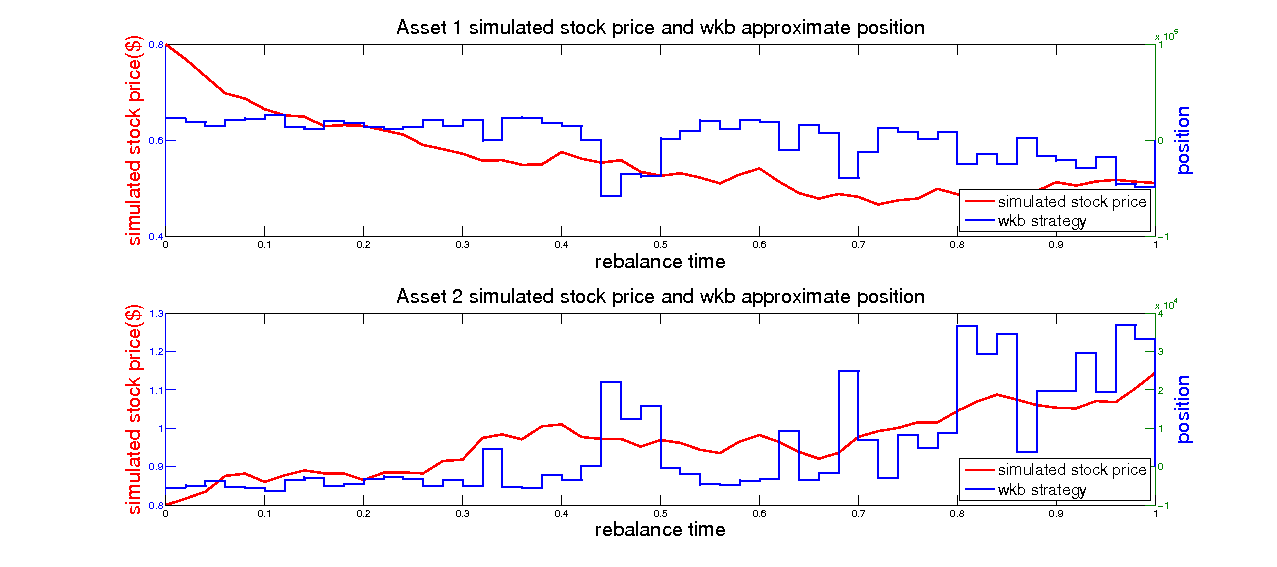 Asset 1 simulated stock price and wkb approximate position
x 10^5
simulated stock price($)
0.8
0.6
0.4
1
0
-1
position
simulated stock price
wkb strategy
0 0.1 0.2 0.3 0.4 0.5 0.6 0.7 0.8 0.9 1
rebalance time
Asset 2 simulated stock price and wkb approximate position
x 10^4
simulated stock price($)
1.3
1.2
1.1
1
0.9
0.8
4
3
2
1
0
-1
position
simulated stock price
wkb strategy
0 0.1 0.2 0.3 0.4 0.5 0.6 0.7 0.8 0.9 1
rebalance time